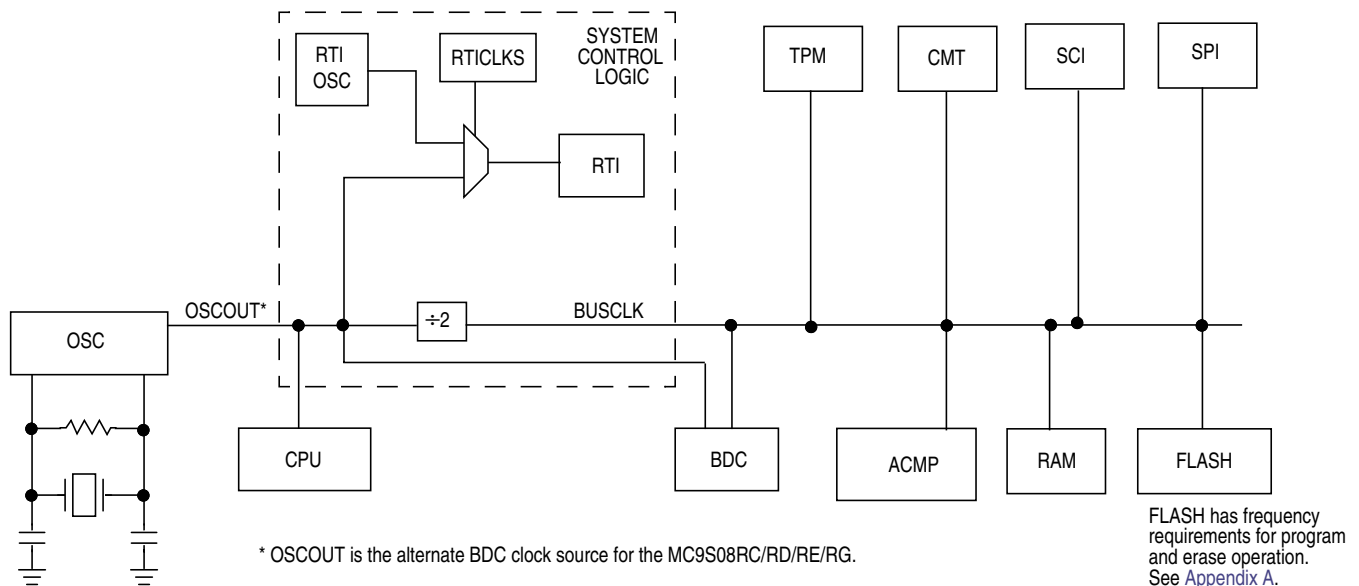 SYSTEM
CONTROL
LOGIC
RTI
OSC
RTICLKS
RTI
TPM
CMT
SCI
SPI
OSCOUT*
÷2
BUSCLK
OSC
CPU
BDC
ACMP
RAM
FLASH
FLASH has frequency
requirements for program
and erase operation.
See Appendix A.
* OSCOUT is the alternate BDC clock source for the MC9S08RC/RD/RE/RG.